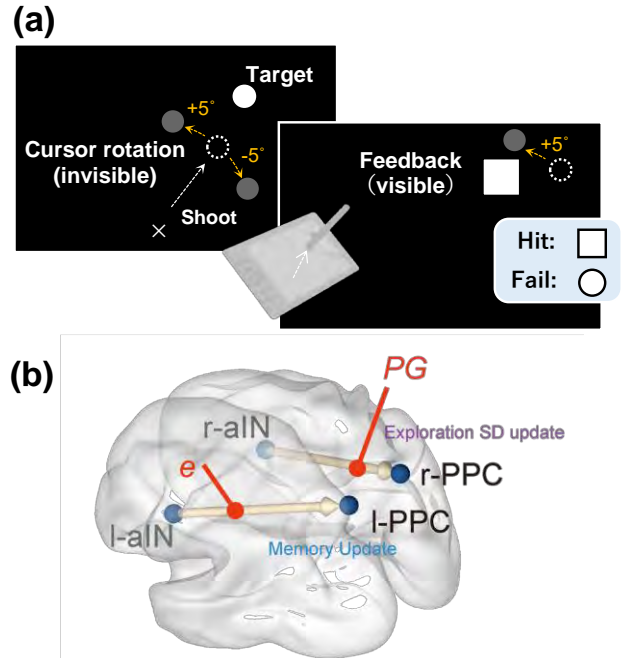 (a)
Target
+5°
Cursor rotation
(invisible)
-5°
Shoot
×
Feedback
（visible）
+5°
Hit:
Fail:
(b)
PG
r-aIN
Exploration SD update
e
r-PPC
l-PPC
l-aIN
Memory Update